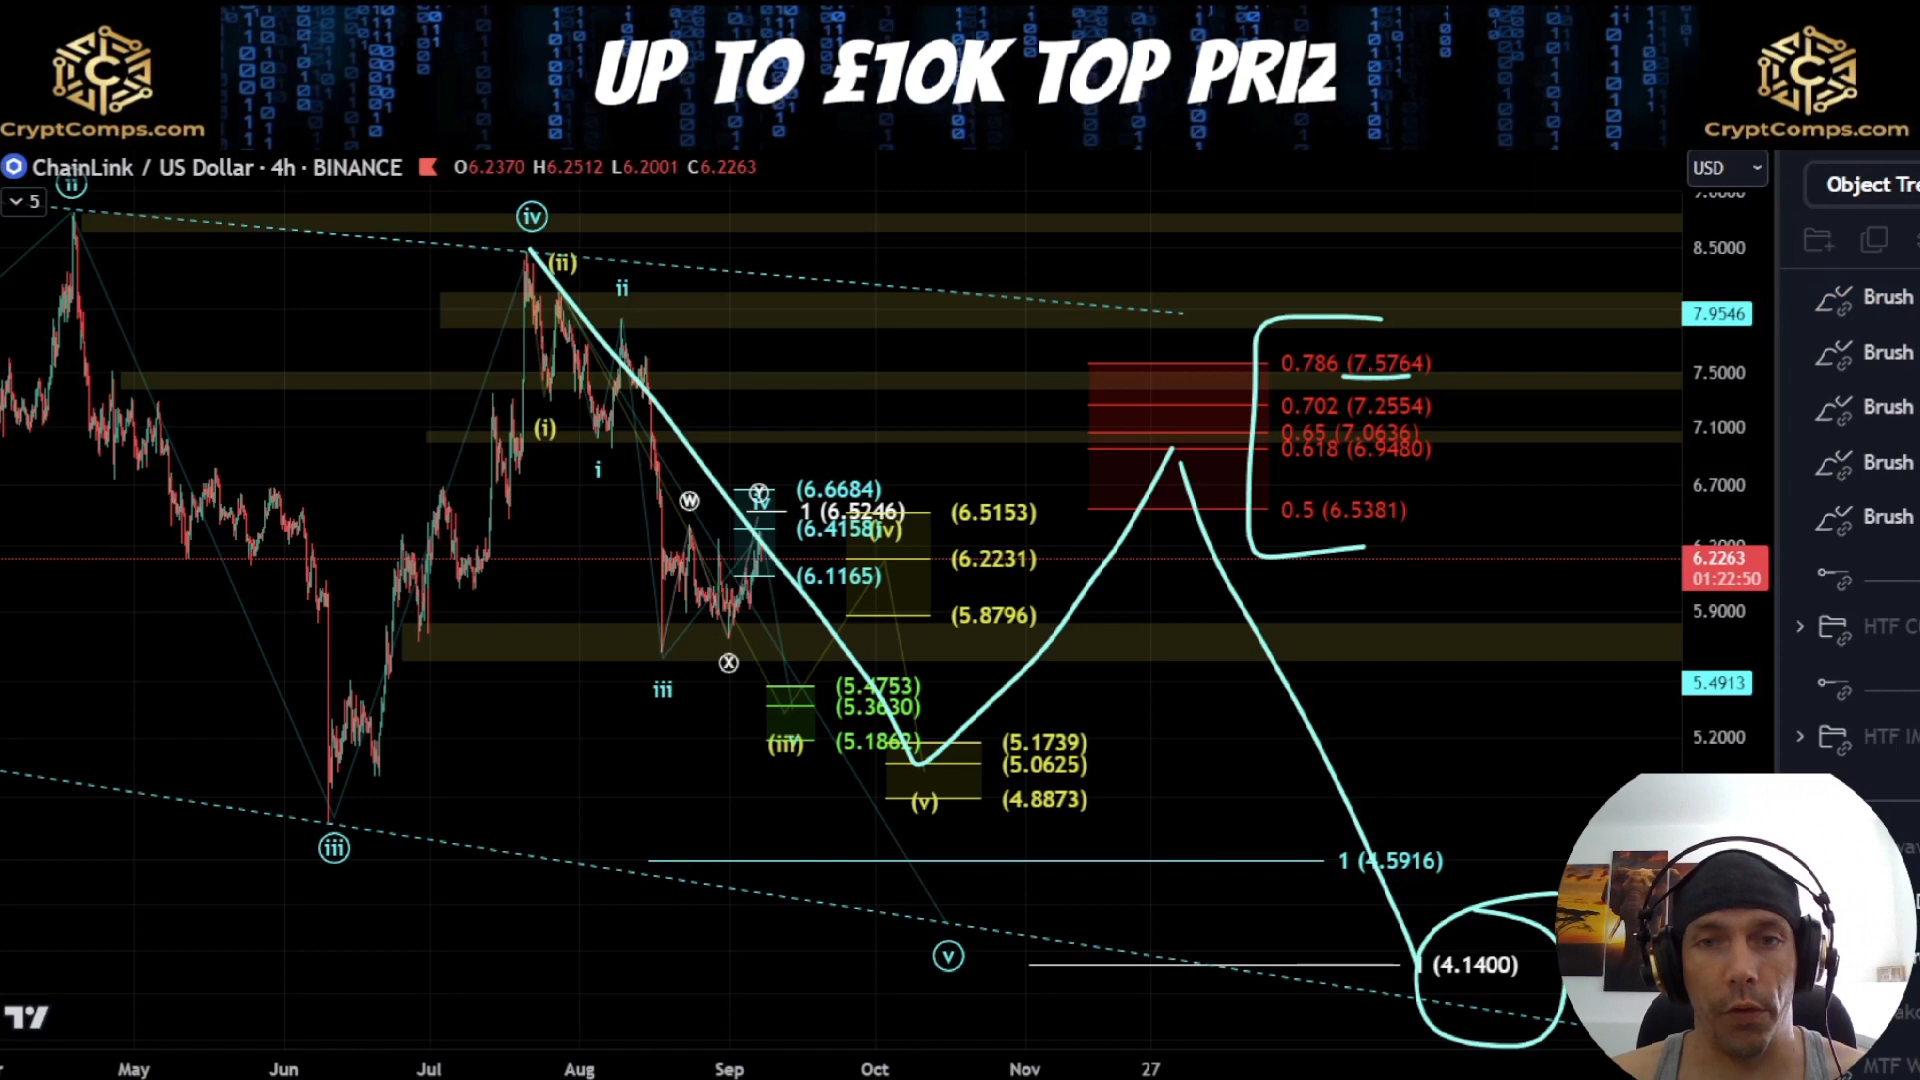 UP TO £10K TOP PRIZ
CryptComps.com
CryptComps.com
ChainLink / US Dollar · 4h · BINANCE
O6.2370 H6.2512 L6.2001 C6.2263
USD
Object Tre
5
ii
iv
(ii)
ii
(i)
i
W
Y
iv
X
iii
iii
(iv)
(v)
v
(6.6684)
1 (6.5246)
(6.4158)
(6.1165)
(6.5153)
(6.2231)
(5.8796)
(5.4753)
(5.3630)
(5.1862)
(5.1739)
(5.0625)
(4.8873)
0.786 (7.5764)
0.702 (7.2554)
0.65 (7.0636)
0.618 (6.9480)
0.5 (6.5381)
1 (4.5916)
(4.1400)
8.5000
7.9546
7.5000
7.1000
6.7000
6.2263
01:22:50
5.9000
5.4913
5.2000
Brush
Brush
Brush
Brush
Brush
HTF C
HTF IM
MTF W
May Jun Jul Aug Sep Oct Nov 27